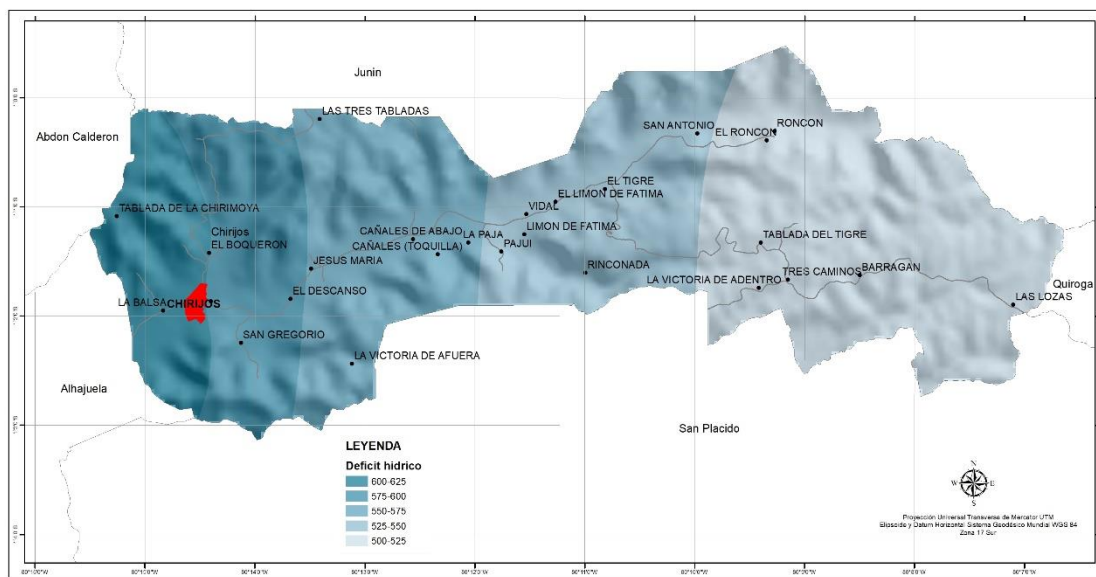 Junin
LAS TRES TABLADAS
Abdon Calderon
SAN ANTONIO
RONCON
EL RONCON
EL TIGRE
EL LIMON DE FATIMA
TABLADA DE LA CHIRIMOYA
VIDAL
Chirijos
EL BOQUERON
CAÑALES DE ABAJO
LA PAJA
LIMON DE FATIMA
CAÑALES (TOQUILLA)
PAJUI
TABLADA DEL TIGRE
JESUS MARIA
RINCONADA
LA VICTORIA DE ADENTRO
TRES CAMINOS
BARRAGAN
Quiroga
EL DESCANSO
LA BALSA
CHIRIJOS
LAS LOZAS
SAN GREGORIO
LA VICTORIA DE AFUERA
Alhajuela
San Placido
LEYENDA
Deficit hidrico
600-625
575-600
550-575
525-550
500-525
N
W
E
S
Proyección Universal Transversa de Mercator UTM
Elipsoide y Datum Horizontal Sistema Geodésico Mundial WGS 84
Zona 17 Sur